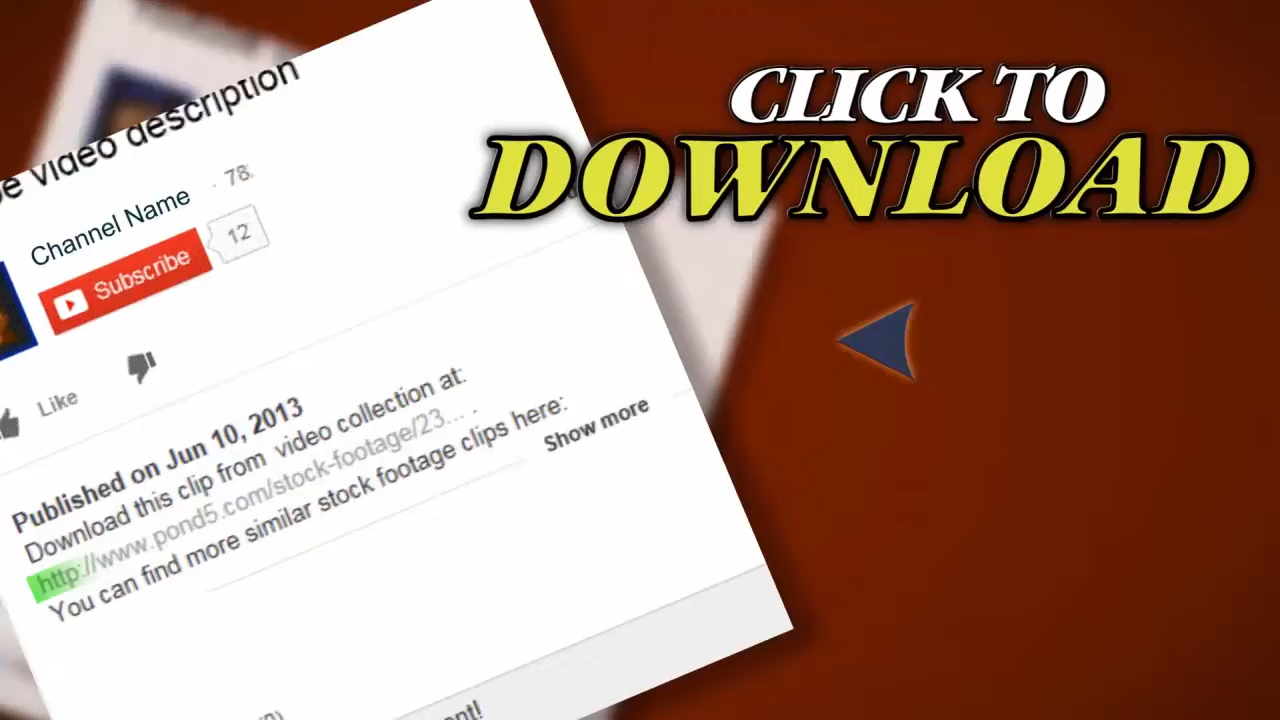 CLICK TO
DOWNLOAD
video description
Channel Name
78
Subscribe
12
Like
Published on Jun 10, 2013
Download this clip from video collection at:
http://www.pond5.com/stock-footage/23... .
You can find more similar stock footage clips here:
Show more